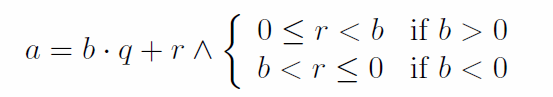 a = b · q + r ∧ { 0 ≤ r < b if b > 0
b < r ≤ 0 if b < 0